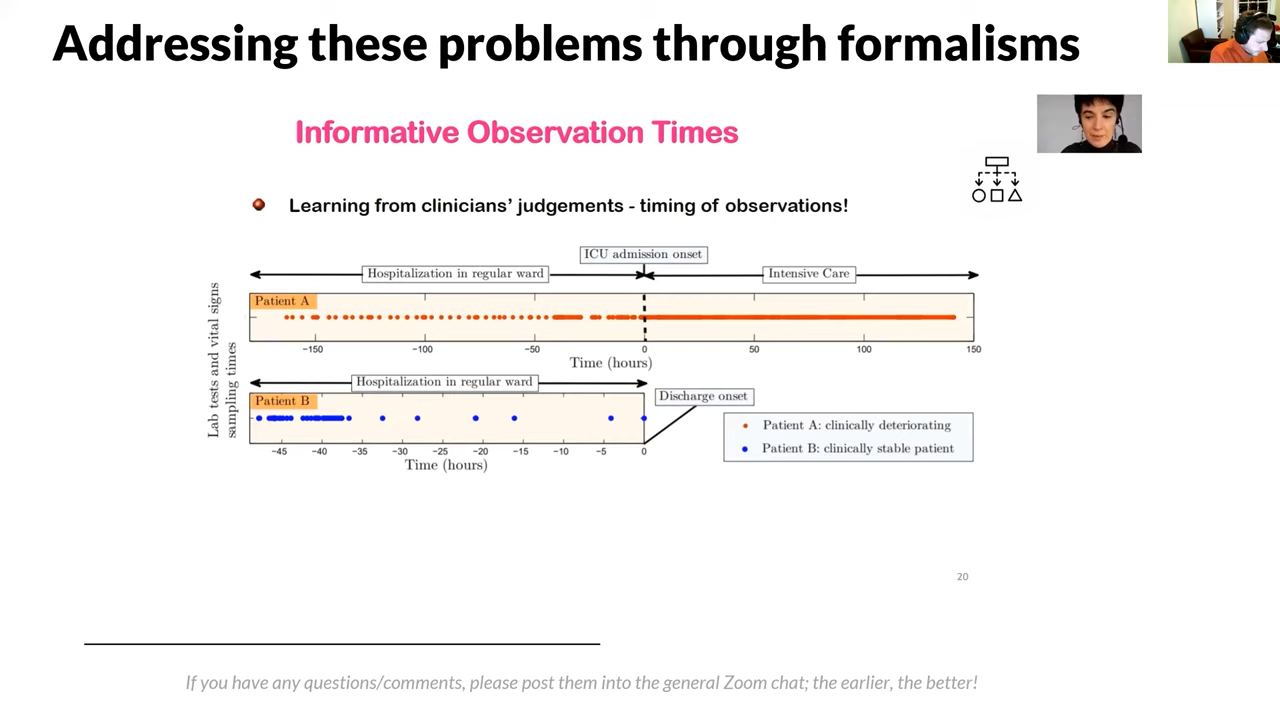 Addressing these problems through formalisms
Informative Observation Times
Learning from clinicians' judgements - timing of observations!
ICU admission onset
Hospitalization in regular ward
Intensive Care
Patient A
Lab tests and vital signs
sampling times
−150 −100 −50 0 50 100 150
Time (hours)
Hospitalization in regular ward
Discharge onset
Patient B
−45 −40 −35 −30 −25 −20 −15 −10 −5 0
Time (hours)
Patient A: clinically deteriorating
Patient B: clinically stable patient
20
If you have any questions/comments, please post them into the general Zoom chat; the earlier, the better!